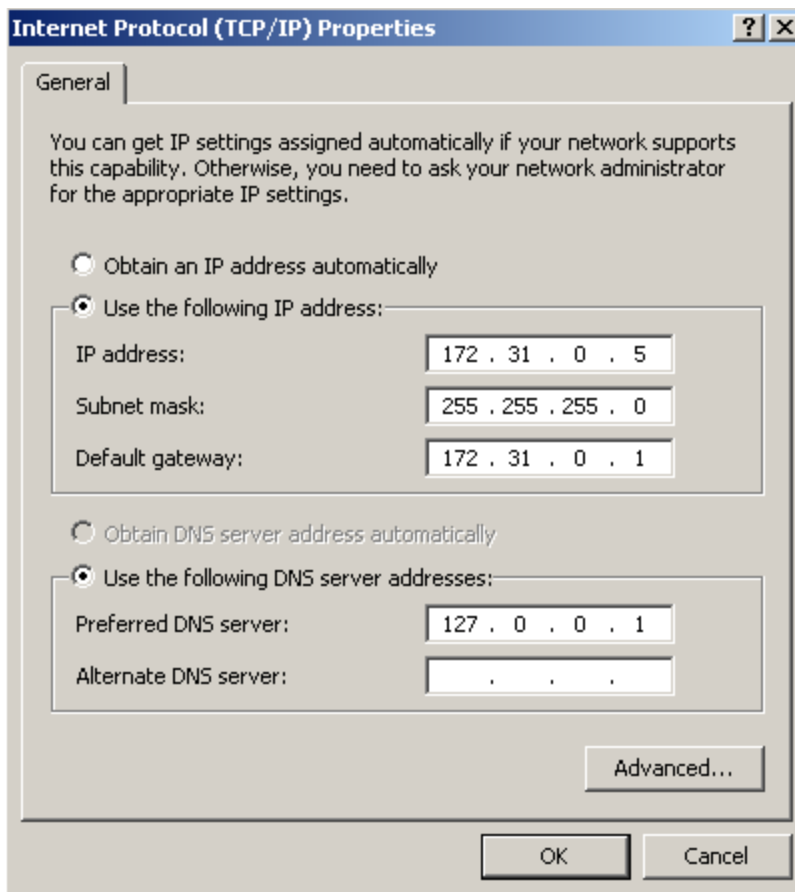 Internet Protocol (TCP/IP) Properties
General
You can get IP settings assigned automatically if your network supports
this capability. Otherwise, you need to ask your network administrator
for the appropriate IP settings.
Obtain an IP address automatically
Use the following IP address:
IP address: 172 . 31 . 0 . 5
Subnet mask: 255 . 255 . 255 . 0
Default gateway: 172 . 31 . 0 . 1
Obtain DNS server address automatically
Use the following DNS server addresses:
Preferred DNS server: 127 . 0 . 0 . 1
Alternate DNS server: . . .
Advanced...
OK Cancel